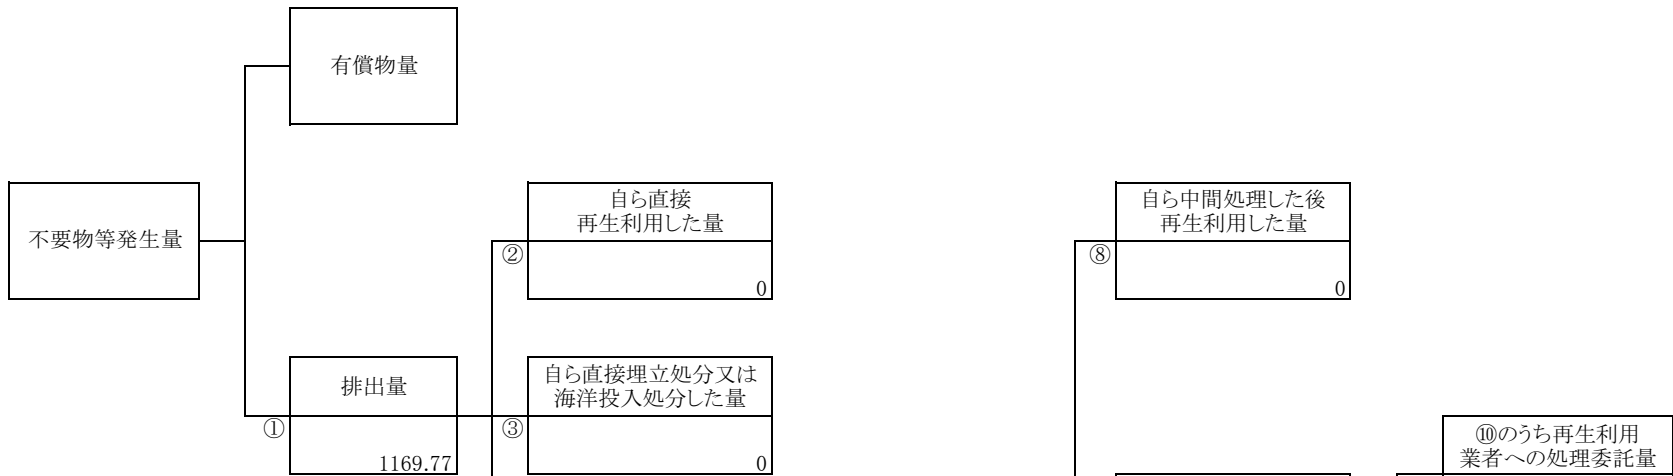 有償物量
不要物等発生量
自ら直接
再生利用した量
②
0
自ら中間処理した後
再生利用した量
⑧
0
排出量
①
1169.77
自ら直接埋立処分又は
海洋投入処分した量
③
0
⑩のうち再生利用
業者への処理委託量